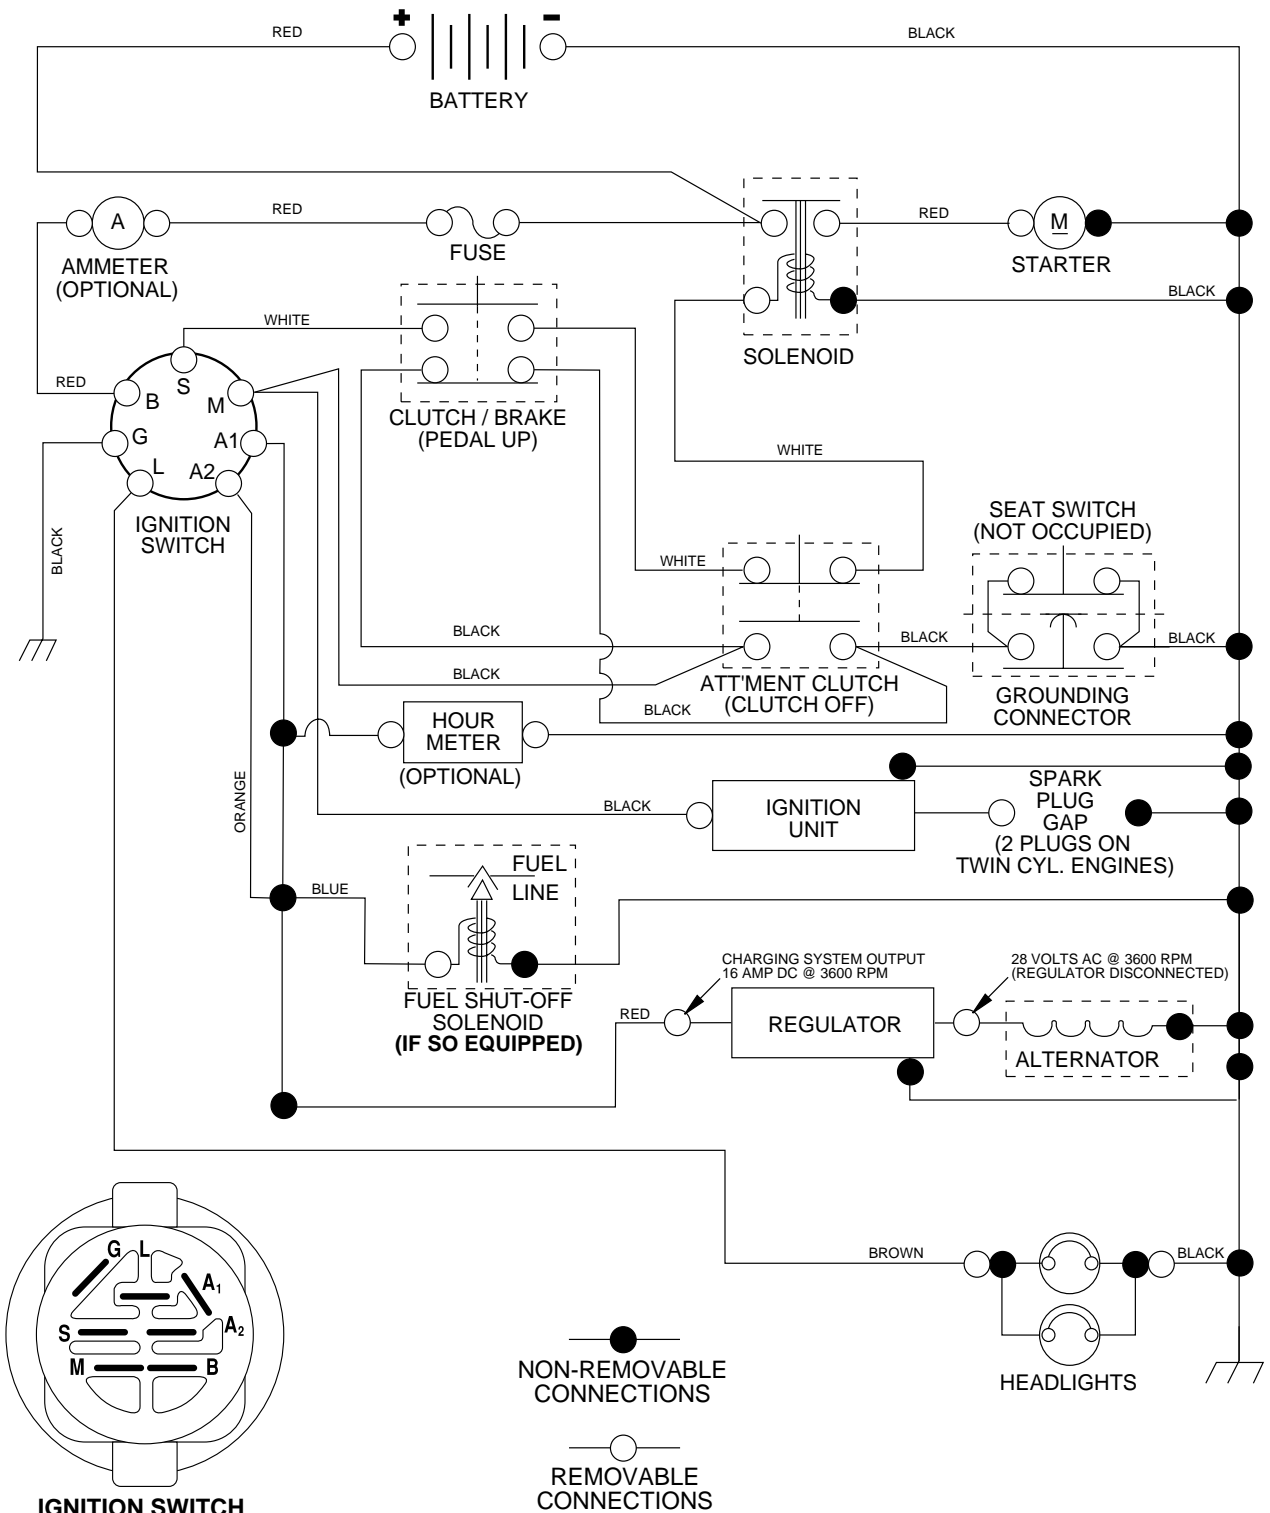 + −
RED
BLACK
BATTERY
A
RED
RED
M
FUSE
STARTER
AMMETER
(OPTIONAL)
BLACK
WHITE
SOLENOID
RED
S
B
M
G
A1
L
A2
CLUTCH / BRAKE
(PEDAL UP)
WHITE
IGNITION
SWITCH
BLACK
SEAT SWITCH
(NOT OCCUPIED)
WHITE
BLACK
BLACK
BLACK
BLACK
ATT'MENT CLUTCH
(CLUTCH OFF)
GROUNDING
CONNECTOR
BLACK
HOUR
METER
(OPTIONAL)
ORANGE
BLACK
IGNITION
UNIT
SPARK
PLUG
GAP
(2 PLUGS ON
TWIN CYL. ENGINES)
FUEL
LINE
BLUE
CHARGING SYSTEM OUTPUT
16 AMP DC @ 3600 RPM
28 VOLTS AC @ 3600 RPM
(REGULATOR DISCONNECTED)
FUEL SHUT-OFF
SOLENOID
(IF SO EQUIPPED)
RED
REGULATOR
ALTERNATOR
G L
A1
S
A2
M
B
BROWN
BLACK
HEADLIGHTS
NON-REMOVABLE
CONNECTIONS
REMOVABLE
CONNECTIONS
IGNITION SWITCH